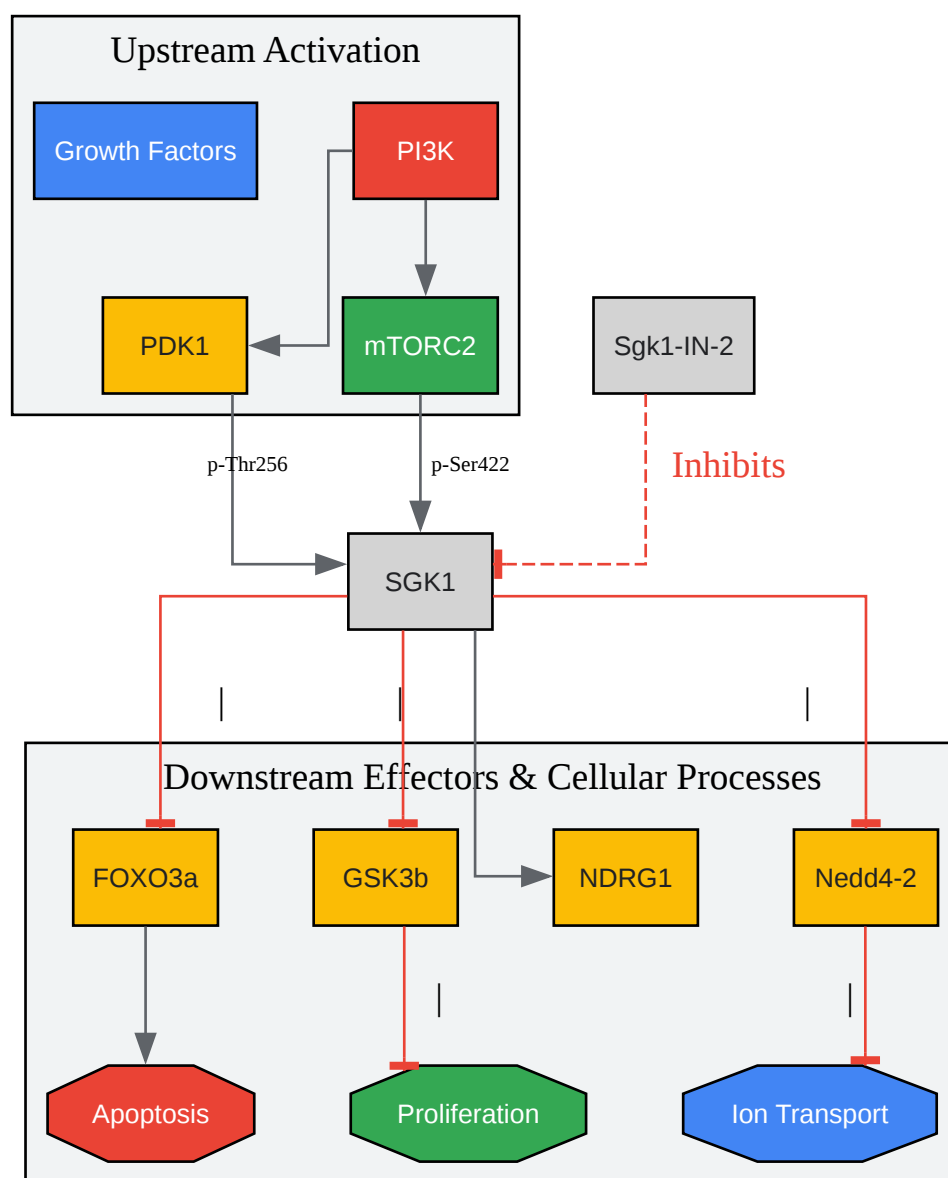 Upstream Activation
Growth Factors
PI3K
PDK1
mTORC2
Sgk1-IN-2
p-Thr256
p-Ser422
Inhibits
SGK1
|
|
|
Downstream Effectors & Cellular Processes
FOXO3a
GSK3b
NDRG1
Nedd4-2
|
|
Apoptosis
Proliferation
Ion Transport